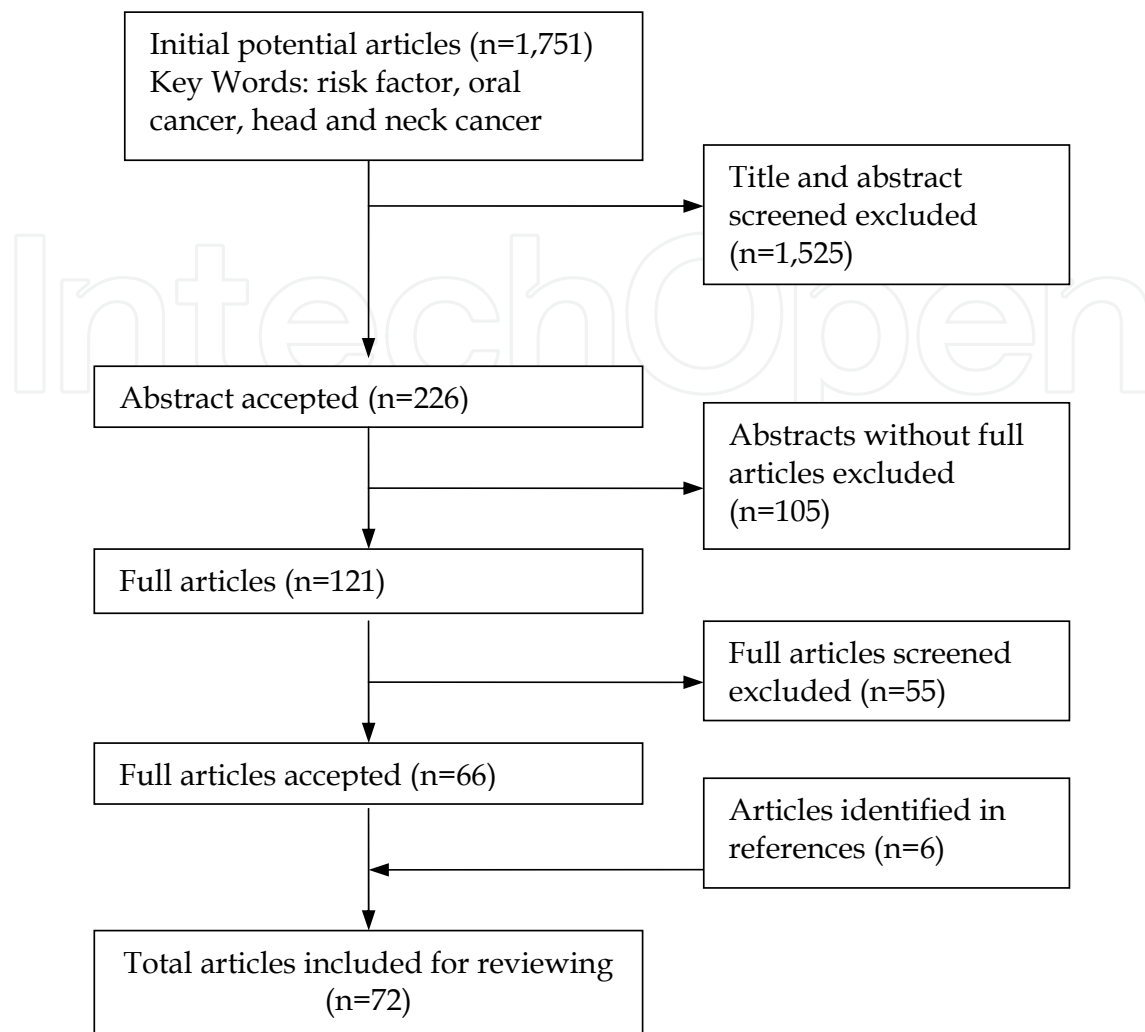 Initial potential articles (n=1,751)
Key Words: risk factor, oral
cancer, head and neck cancer
Title and abstract
screened excluded
(n=1,525)
IntechOpen
Abstract accepted (n=226)
Abstracts without full
articles excluded
(n=105)
Full articles (n=121)
Full articles screened
excluded (n=55)
Full articles accepted (n=66)
Articles identified in
references (n=6)
Total articles included for reviewing
(n=72)